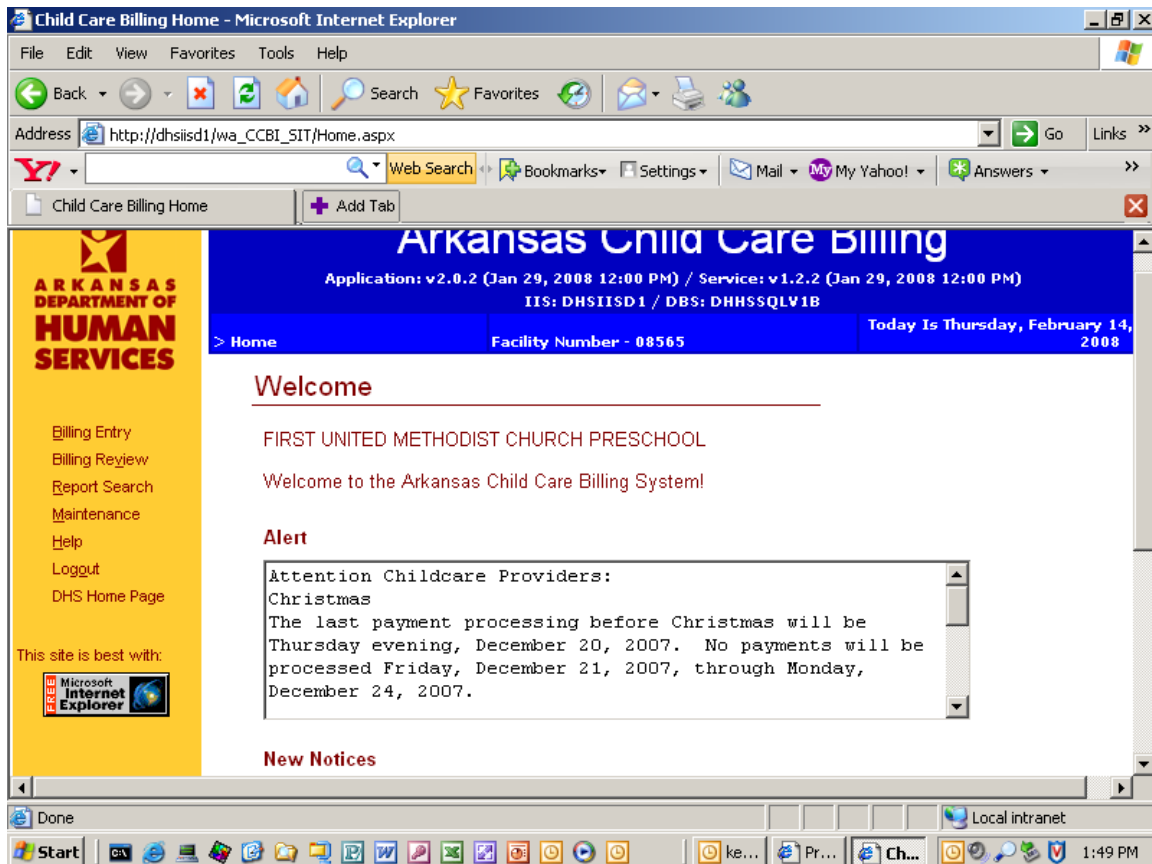 Child Care Billing Home - Microsoft Internet Explorer
File Edit View Favorites Tools Help
Back Search Favorites
Address http://dhsiisd1/wa_CCBI_SIT/Home.aspx Go Links »
Y! Web Search Bookmarks Settings Mail My My Yahoo! Answers »
Child Care Billing Home Add Tab
ARKANSAS
DEPARTMENT OF
HUMAN
SERVICES
Arkansas Child Care Billing
Application: v2.0.2 (Jan 29, 2008 12:00 PM) / Service: v1.2.2 (Jan 29, 2008 12:00 PM)
IIS: DHSIISD1 / DBS: DHHSSQLV1B
> Home Facility Number - 08565 Today Is Thursday, February 14,
2008
Billing Entry
Billing Review
Report Search
Maintenance
Help
Logout
DHS Home Page
This site is best with:
FREE Microsoft
Internet
Explorer
Welcome
FIRST UNITED METHODIST CHURCH PRESCHOOL
Welcome to the Arkansas Child Care Billing System!
Alert
Attention Childcare Providers:
Christmas
The last payment processing before Christmas will be
Thursday evening, December 20, 2007. No payments will be
processed Friday, December 21, 2007, through Monday,
December 24, 2007.
New Notices
Done Local intranet
Start ke... Pr... Ch... 1:49 PM